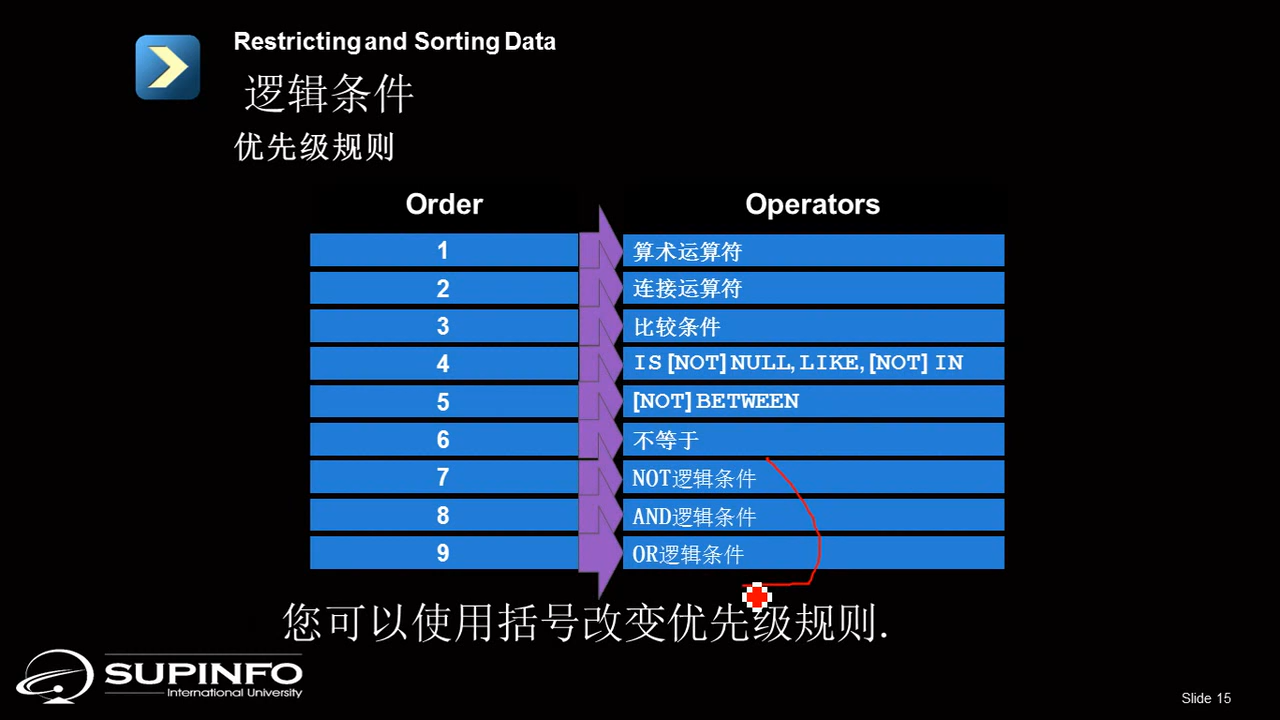 Restricting and Sorting Data
逻辑条件
优先级规则
Order Operators
1 算术运算符
2 连接运算符
3 比较条件
4 IS [NOT] NULL, LIKE, [NOT] IN
5 [NOT] BETWEEN
6 不等于
7 NOT逻辑条件
8 AND逻辑条件
9 OR逻辑条件
您可以使用括号改变优先级规则.
SUPINFO
International University
Slide 15